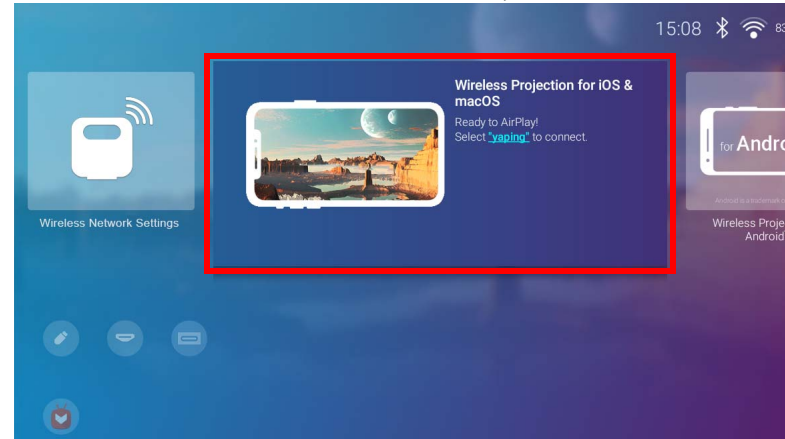 15:08
83
Wireless Projection for iOS &
macOS
Ready to AirPlay!
Select "yaping" to connect.
for Andro
Wireless Network Settings
Wireless Proje
Android